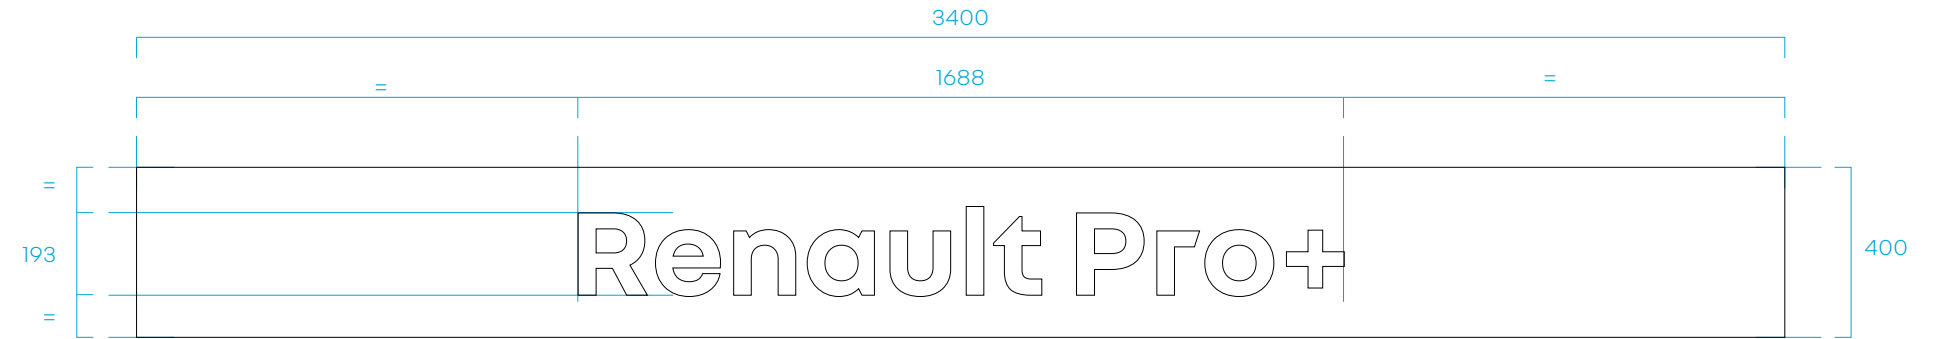 3400
= 1688 =
=
193
=
Renault Pro+
400